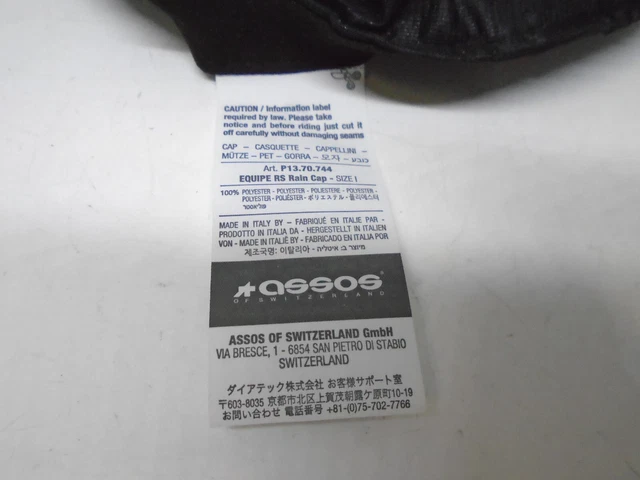 CAUTION / Information label
required by law. Please take
notice and before riding just cut it
off carefully without damaging seams
CAP – CASQUETTE – CAPPELLINI –
MÜTZE – PET – GORRA – 모자 – כובע
Art. P13.70.744
EQUIPE RS Rain Cap - SIZE I
100% POLYESTER - POLYESTER - POLIESTERE - POLYESTER -
POLYESTER - POLIÉSTER - ポリエステル - 폴리에스터
פוליאסטר
MADE IN ITALY BY – FABRIQUÉ EN ITALIE PAR -
PRODOTTO IN ITALIA DA - HERGESTELLT IN ITALIEN
VON - MADE IN ITALIË BY - FABRICADO EN ITALIA POR
제조국명: 이탈리아 - מיוצר ב: איטליה
assos®
OF SWITZERLAND
ASSOS OF SWITZERLAND GmbH
VIA BRESCE, 1 - 6854 SAN PIETRO DI STABIO
SWITZERLAND
ダイアテック株式会社 お客様サポート室
〒603-8035 京都市北区上賀茂朝露ケ原町10-19
お問い合わせ 電話番号 +81-(0)75-702-7766